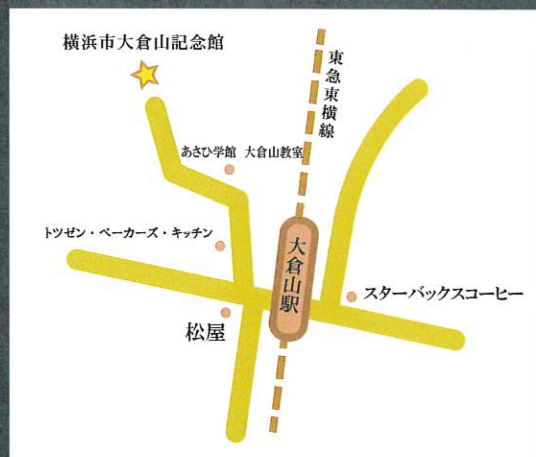 横浜市大倉山記念館
東急東横線
あさひ学館 大倉山教室
トツゼン・ベーカーズ・キッチン
大倉山駅
スターバックスコーヒー
松屋